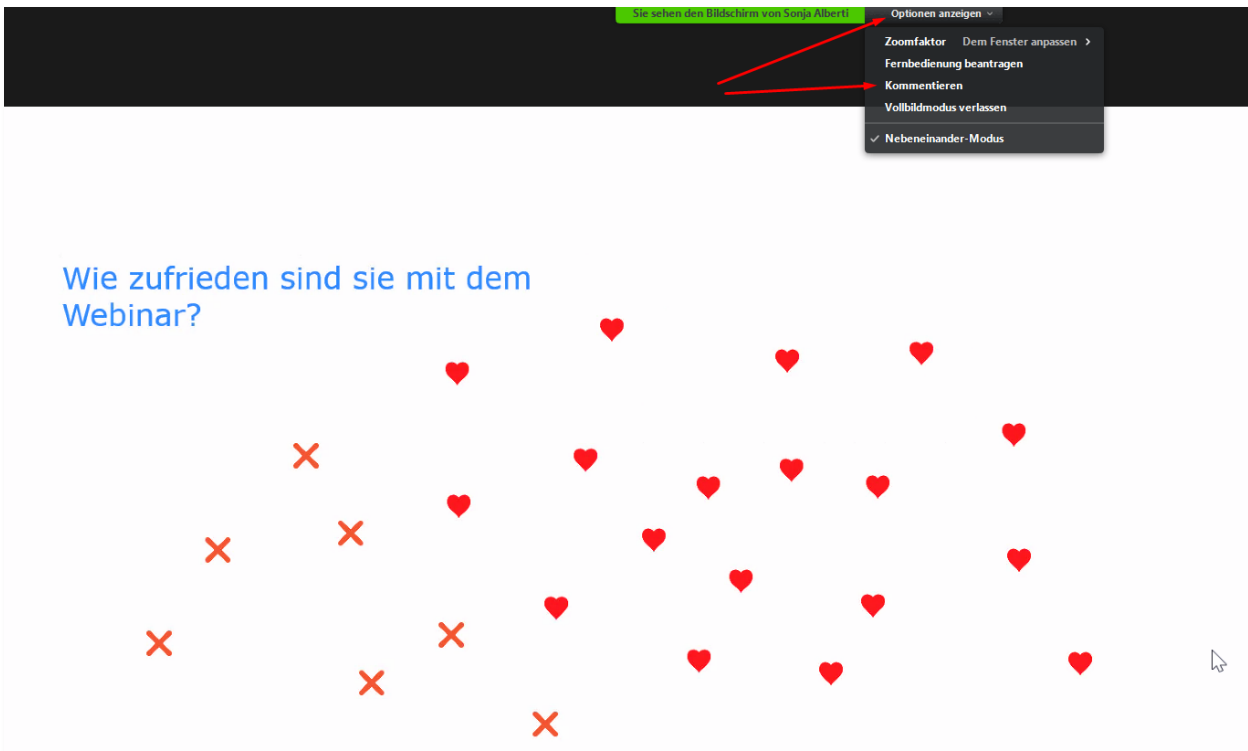 Sie sehen den Bildschirm von Sonja Alberti Optionen anzeigen
Zoomfaktor Dem Fenster anpassen
Fernbedienung beantragen
Kommentieren
Vollbildmodus verlassen
Nebeneinander-Modus
Wie zufrieden sind sie mit dem
Webinar?